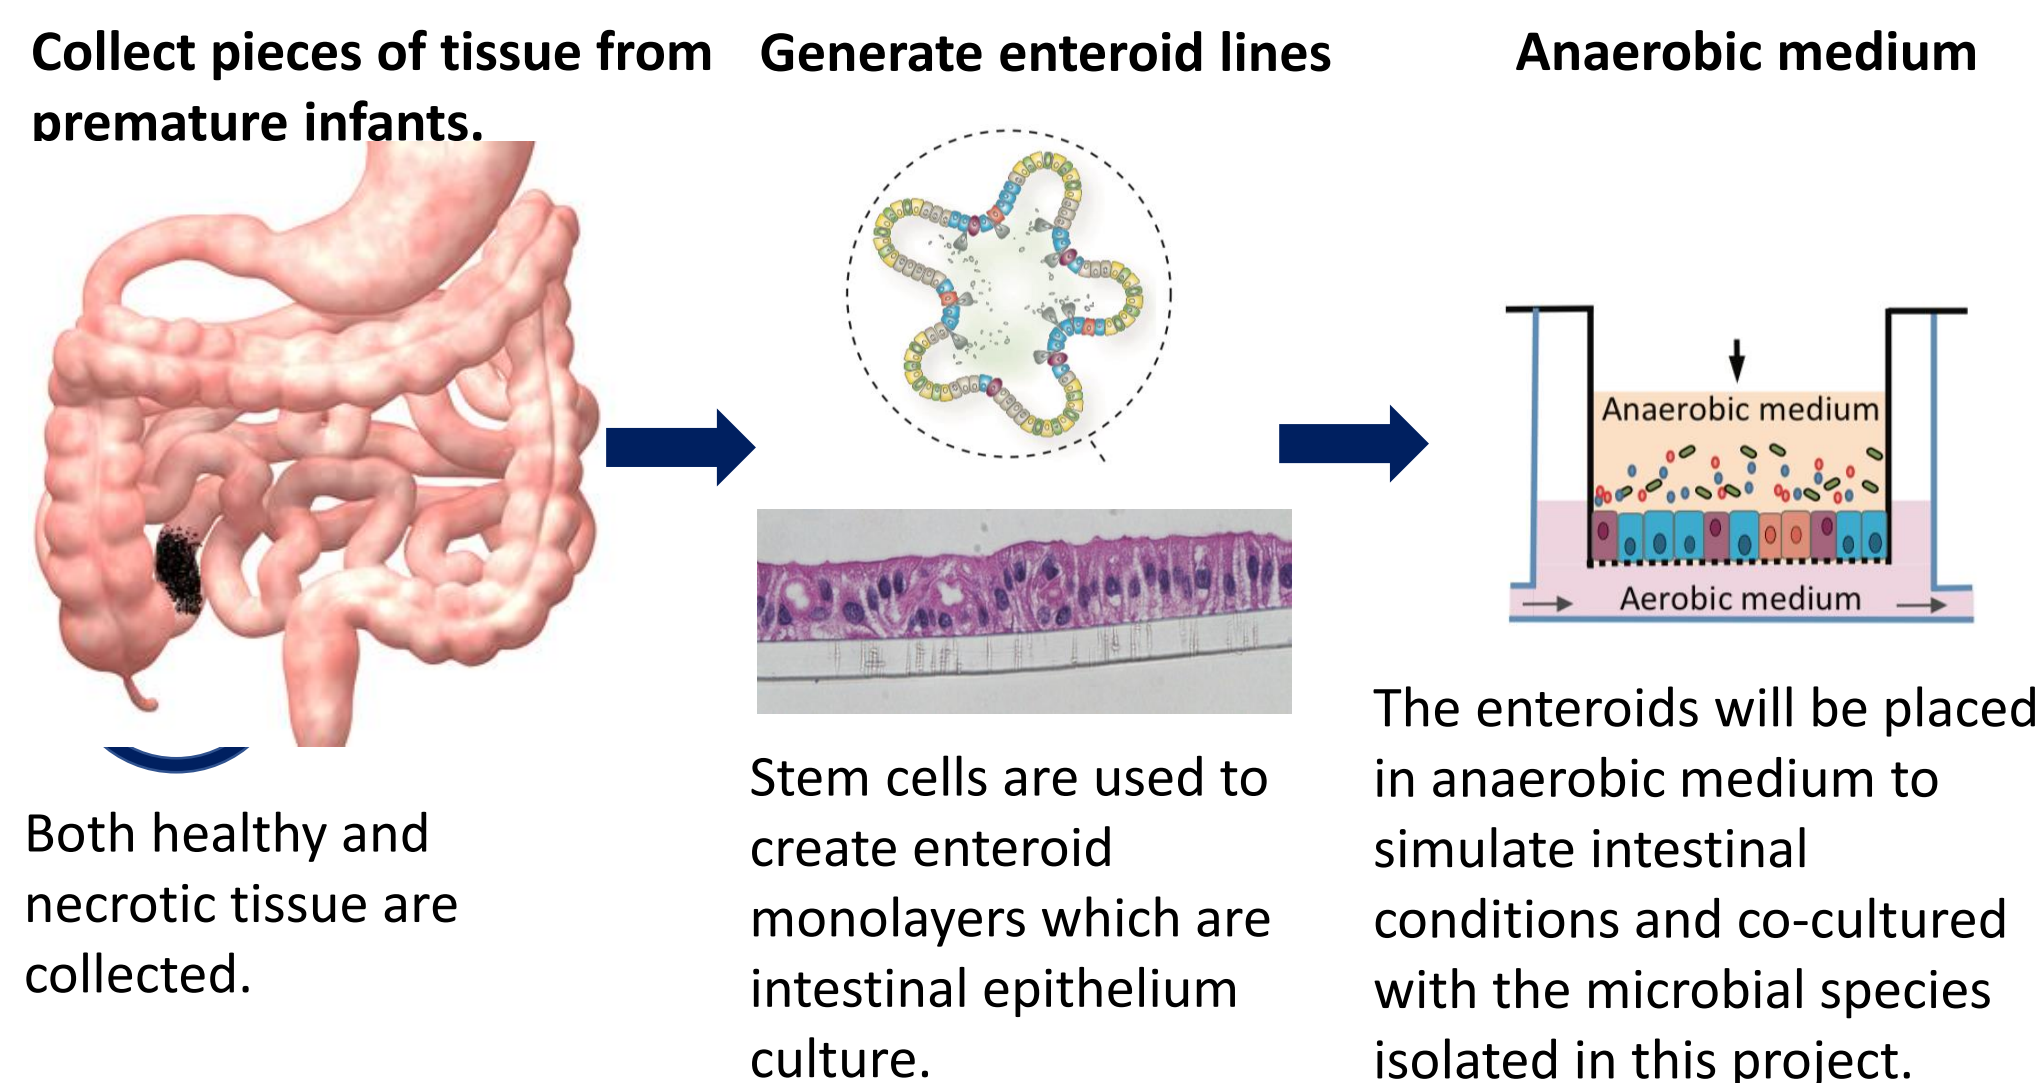 Collect pieces of tissue from
premature infants.
Both healthy and
necrotic tissue are
collected.
Generate enteroid lines
Stem cells are used to
create enteroid
monolayers which are
intestinal epithelium
culture.
Anaerobic medium
Anaerobic medium
Aerobic medium
The enteroids will be placed
in anaerobic medium to
simulate intestinal
conditions and co-cultured
with the microbial species
isolated in this project.